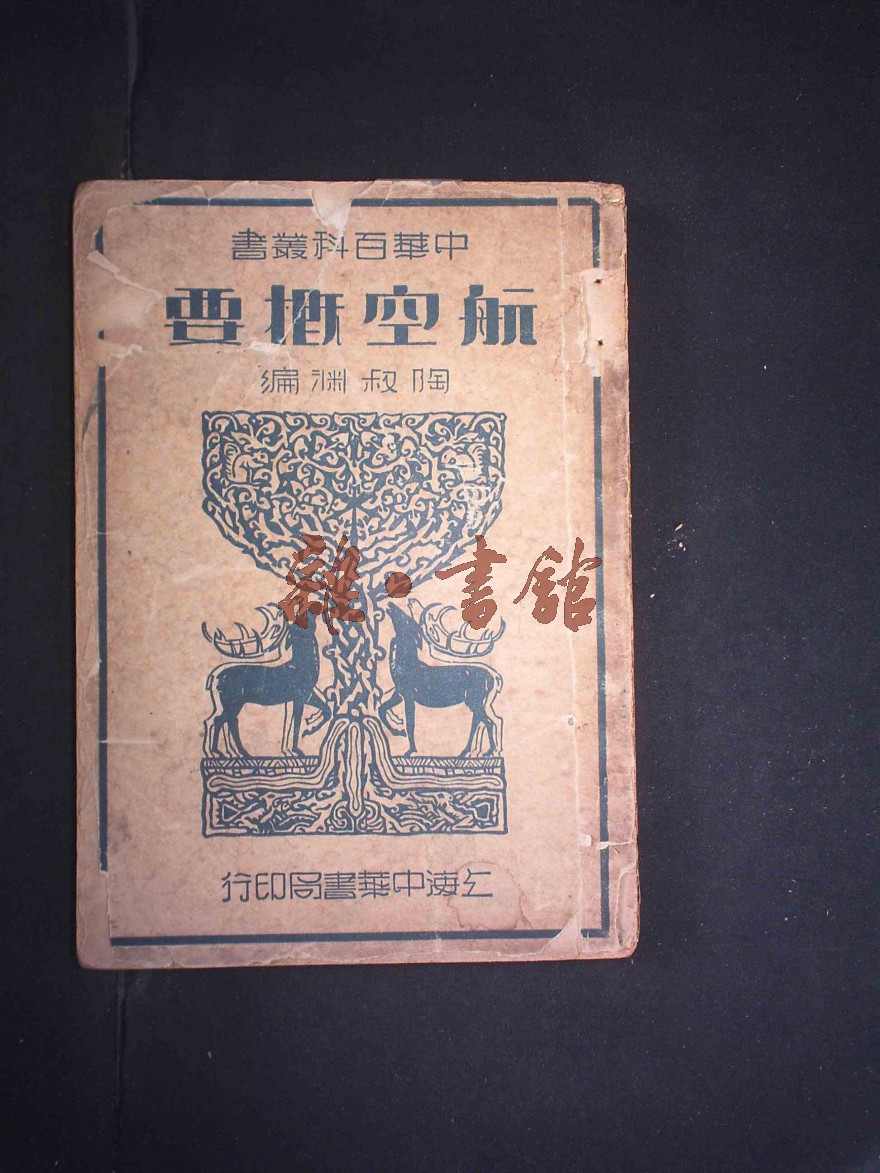 中華百科叢書
航空概要
陶叔渊編
雜·書館
上海中華書局印行